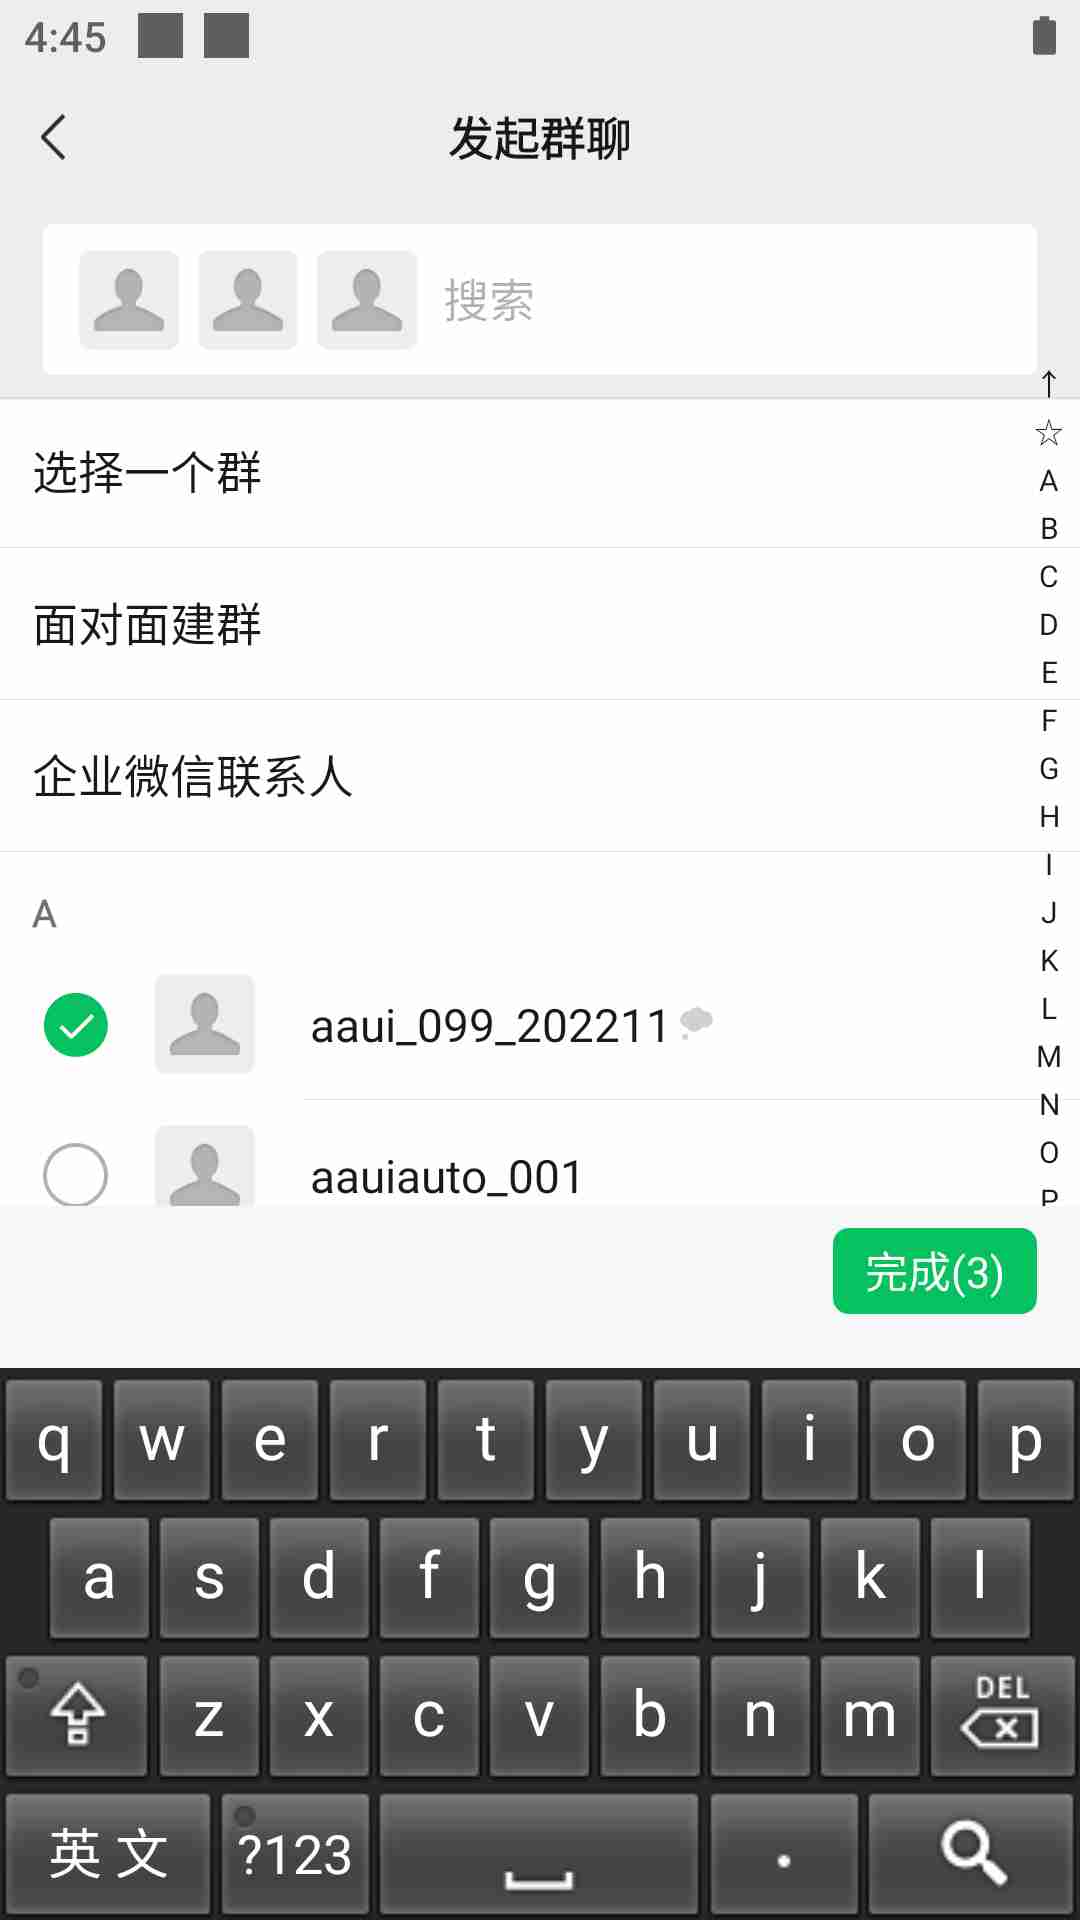 4:45
发起群聊
搜索
↑
☆
选择一个群
A
B
C
面对面建群
D
E
F
企业微信联系人
G
H
I
A
J
K
aaui_099_202211
L
M
N
aauiauto_001
O
P
完成(3)
q w e r t y u i o p
a s d f g h j k l
z x c v b n m DEL
英文 ?123 .